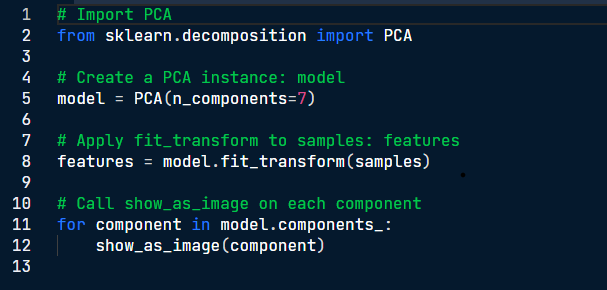 1 # Import PCA
2 from sklearn.decomposition import PCA
3
4 # Create a PCA instance: model
5 model = PCA(n_components=7)
6
7 # Apply fit_transform to samples: features
8 features = model.fit_transform(samples)
9
10 # Call show_as_image on each component
11 for component in model.components_:
12     show_as_image(component)
13